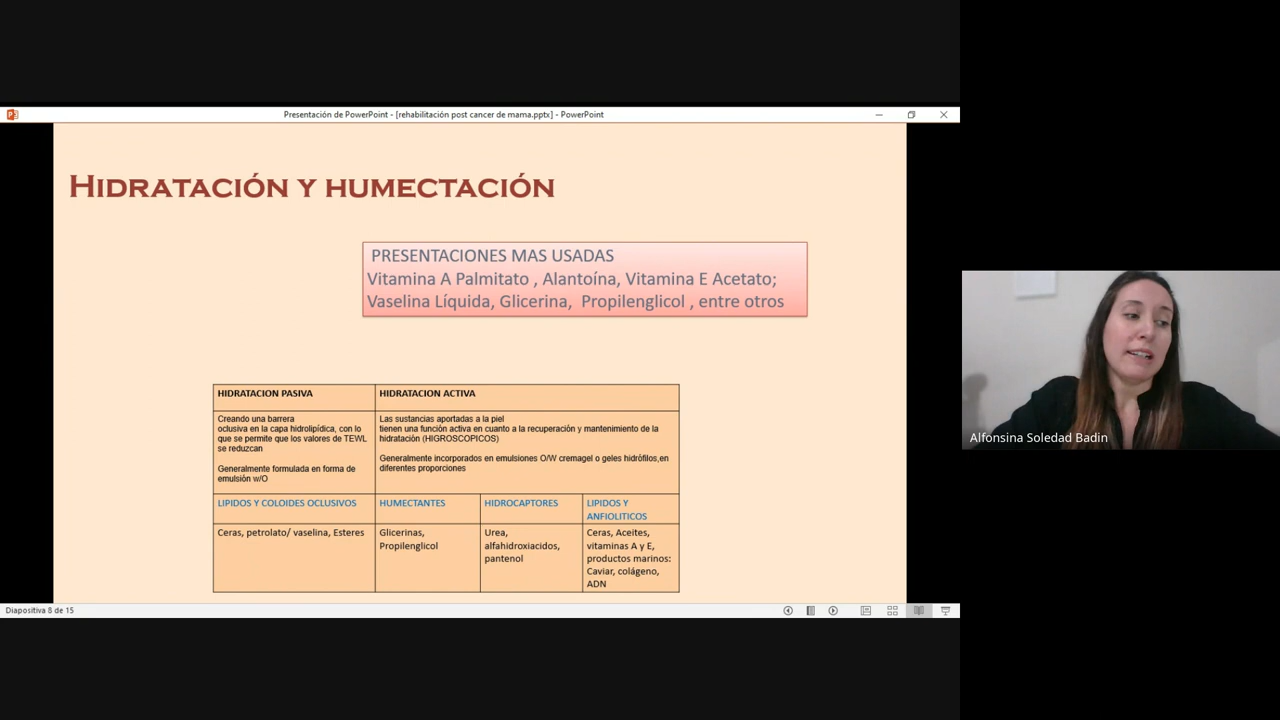 Presentación de PowerPoint - [rehabilitación post cancer de mama.pptx] - PowerPoint
HIDRATACIÓN Y HUMECTACIÓN
PRESENTACIONES MAS USADAS
Vitamina A Palmitato , Alantoína, Vitamina E Acetato;
Vaselina Líquida, Glicerina, Propilenglicol , entre otros
HIDRATACION PASIVA
HIDRATACION ACTIVA
Creando una barrera
oclusiva en la capa hidrolipídica, con lo
que se permite que los valores de TEWL
se reduzcan
Generalmente formulada en forma de
emulsión w/O
Las sustancias aportadas a la piel
tienen una función activa en cuanto a la recuperación y mantenimiento de la
hidratación (HIGROSCOPICOS)
Generalmente incorporados en emulsiones O/W cremagel o geles hidrófilos,en
diferentes proporciones
LIPIDOS Y COLOIDES OCLUSIVOS
HUMECTANTES
HIDROCAPTORES
LIPIDOS Y
ANFIOLITICOS
Ceras, petrolato/ vaselina, Esteres
Glicerinas,
Propilenglicol
Urea,
alfahidroxiacidos,
pantenol
Ceras, Aceites,
vitaminas A y E,
productos marinos:
Caviar, colágeno,
ADN
Diapositiva 8 de 15
Alfonsina Soledad Badin